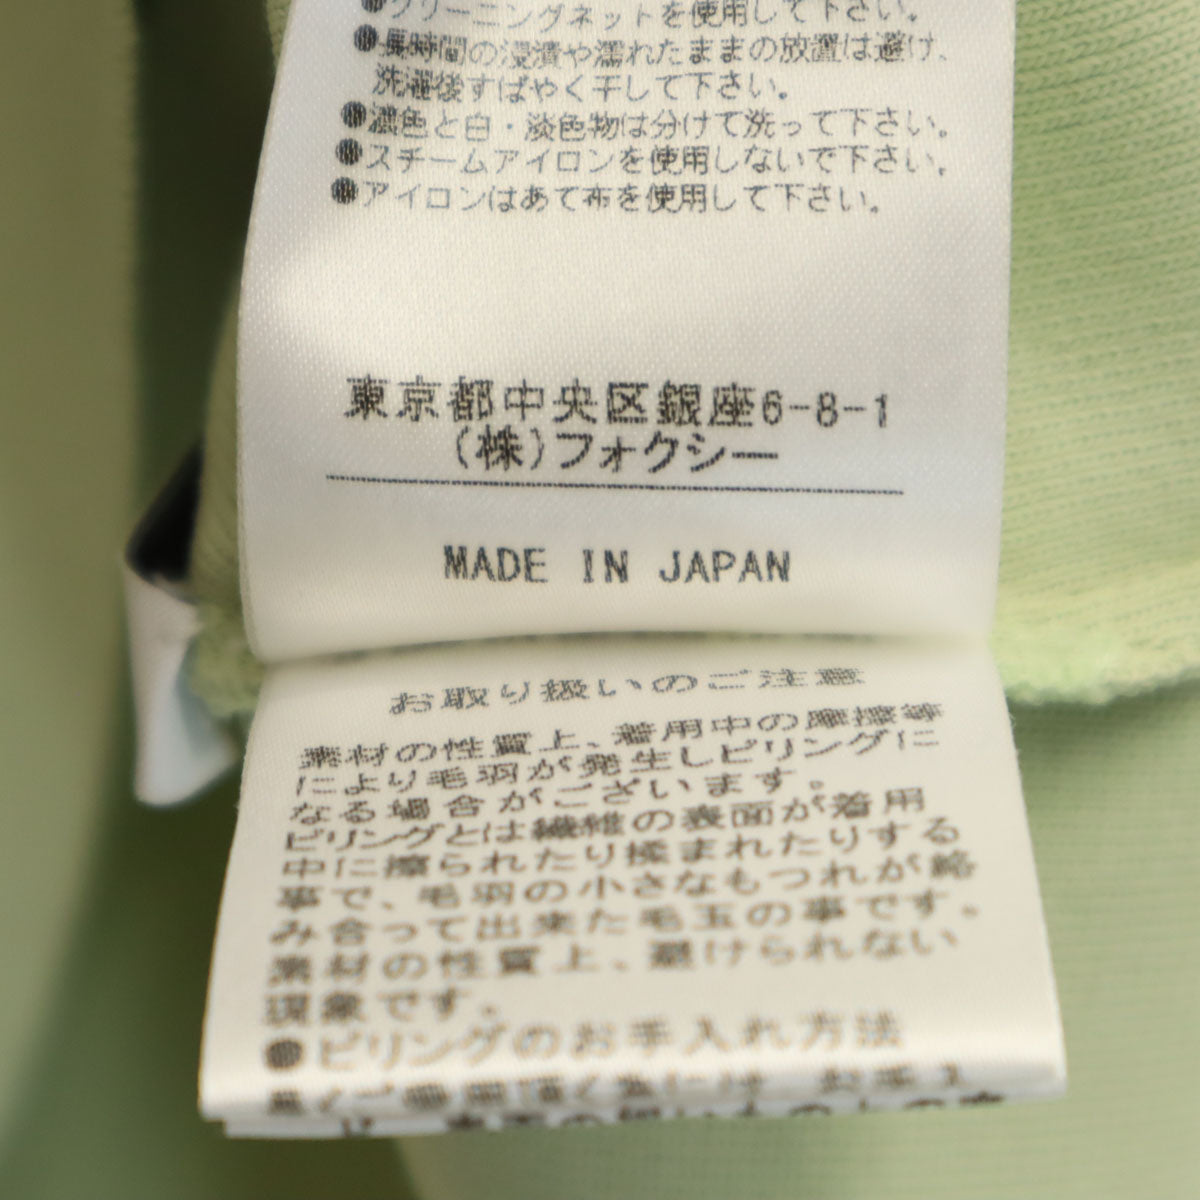 ●クリーニングネットを使用して下さい。
●長時間の浸漬や濡れたままの放置は避け、
洗濯後すばやく干して下さい。
●濃色と白・淡色物は分けて洗って下さい。
●スチームアイロンを使用しないで下さい。
●アイロンはあて布を使用して下さい。
東京都中央区銀座6-8-1
(株)フォクシー
MADE IN JAPAN
お取り扱いのご注意
素材の性質上、着用中の摩擦等
により毛羽が発生しピリングに
なる場合がございます。
ピリングとは繊維の表面が着用
中に擦られたり揉まれたりする
事で、毛羽の小さなもつれが絡
み合って出来た毛玉の事です。
素材の性質上、避けられない
現象です。
●ピリングのお手入れ方法